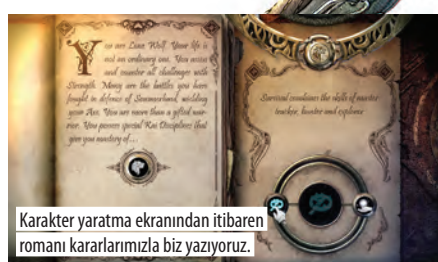 You are Lone Wolf. Your life is
not an ordinary one. You accept
and master all challenges with
Strength. Many are the battles you have
fought in defence of Sommerlund, wielding
your Axe. You are more than a gifted war-
rior. You possess special Kai Disciplines that
give you mastery of...
Survival combines the skills of master
tracker, hunter and explorer
Karakter yaratma ekranından itibaren
romanı kararlarımızla biz yazıyoruz.